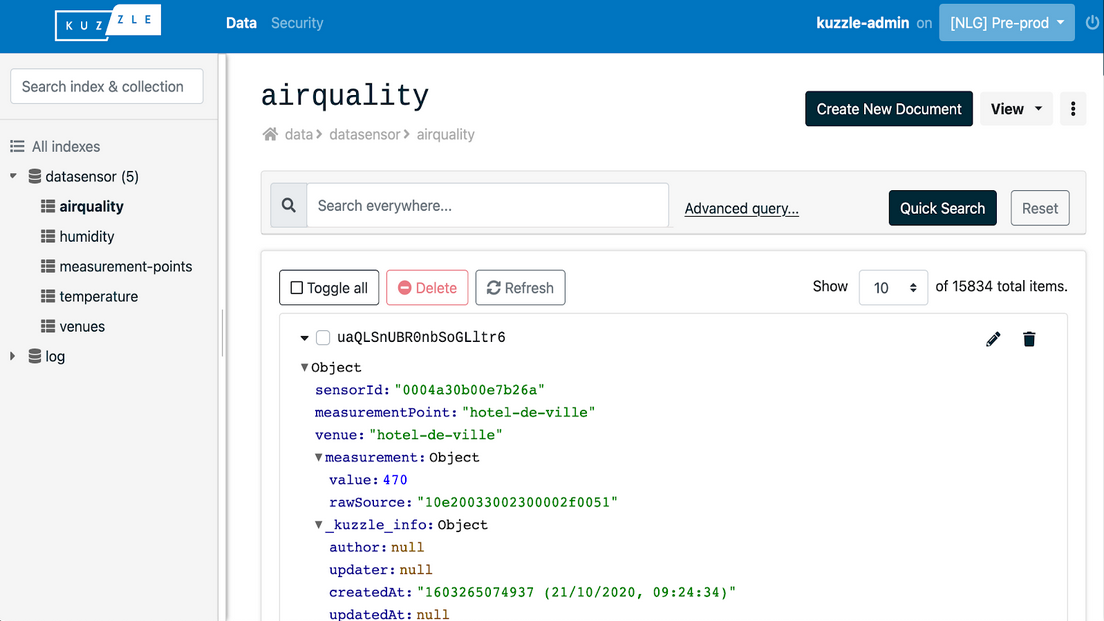 KUZZLE
Data Security
kuzzle-admin on [NLG] Pre-prod
Search index & collection
All indexes
datasensor (5)
airquality
humidity
measurement-points
temperature
venues
log
airquality
data > datasensor > airquality
Create New Document
View
Search everywhere...
Advanced query...
Quick Search
Reset
Toggle all
Delete
Refresh
Show 10 of 15834 total items.
uaQLSnUBR0nbSoGLltr6
Object
sensorId: "0004a30b00e7b26a"
measurementPoint: "hotel-de-ville"
venue: "hotel-de-ville"
measurement: Object
value: 470
rawSource: "10e20033002300002f0051"
_kuzzle_info: Object
author: null
updater: null
createdAt: "1603265074937 (21/10/2020, 09:24:34)"
updatedAt: null